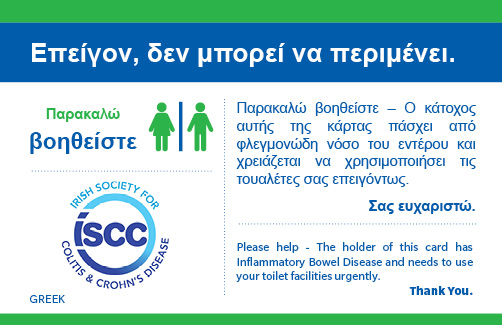 Επείγον, δεν μπορεί να περιμένει.
Παρακαλώ
βοηθείστε
IRISH SOCIETY FOR
iscc
COLITIS & CROHN'S DISEASE
GREEK
Παρακαλώ βοηθείστε – Ο κάτοχος
αυτής της κάρτας πάσχει από
φλεγμονώδη νόσο του εντέρου και
χρειάζεται να χρησιμοποιήσει τις
τουαλέτες σας επειγόντως.
Σας ευχαριστώ.
Please help - The holder of this card has
Inflammatory Bowel Disease and needs to use
your toilet facilities urgently.
Thank You.